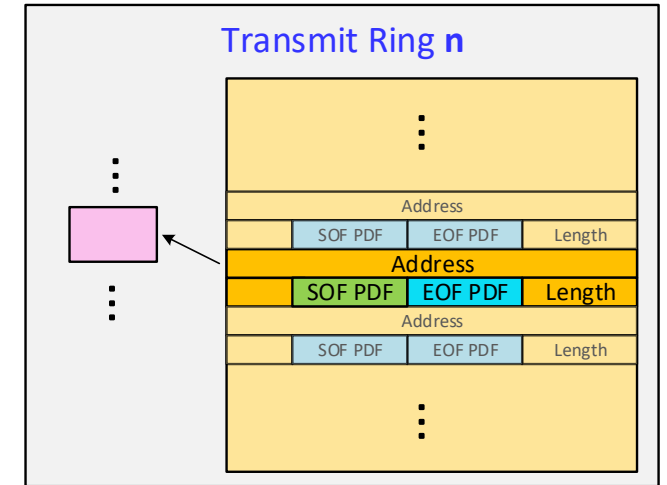 Transmit Ring n
Address
SOF PDF EOF PDF Length
Address
SOF PDF EOF PDF Length
Address
SOF PDF EOF PDF Length